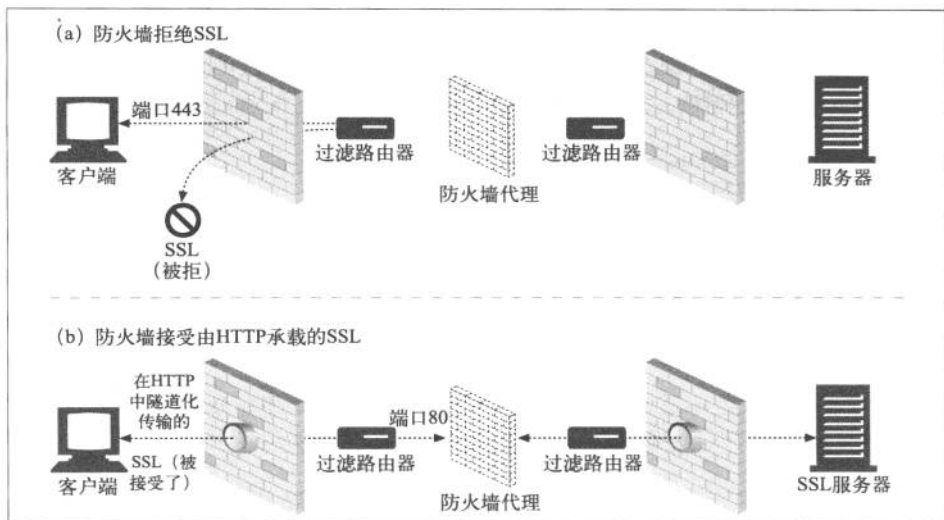 (a) 防火墙拒绝SSL
端口443
客户端
过滤路由器
防火墙代理
过滤路由器
服务器
SSL
(被拒)
(b) 防火墙接受由HTTP承载的SSL
在HTTP
中隧道化
传输的
SSL(被
接受了)
客户端
端口80
过滤路由器
防火墙代理
过滤路由器
SSL服务器